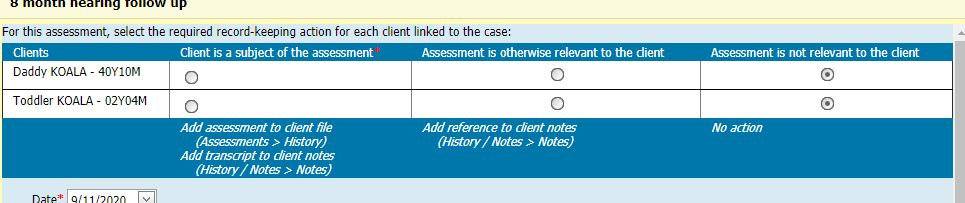 8 month hearing follow up
For this assessment, select the required record-keeping action for each client linked to the case:
Clients Client is a subject of the assessment* Assessment is otherwise relevant to the client Assessment is not relevant to the client
Daddy KOALA - 40Y10M
Toddler KOALA - 02Y04M
Add assessment to client file Add reference to client notes No action
(Assessments > History) (History / Notes > Notes)
Add transcript to client notes
(History / Notes > Notes)
Date* 9/11/2020